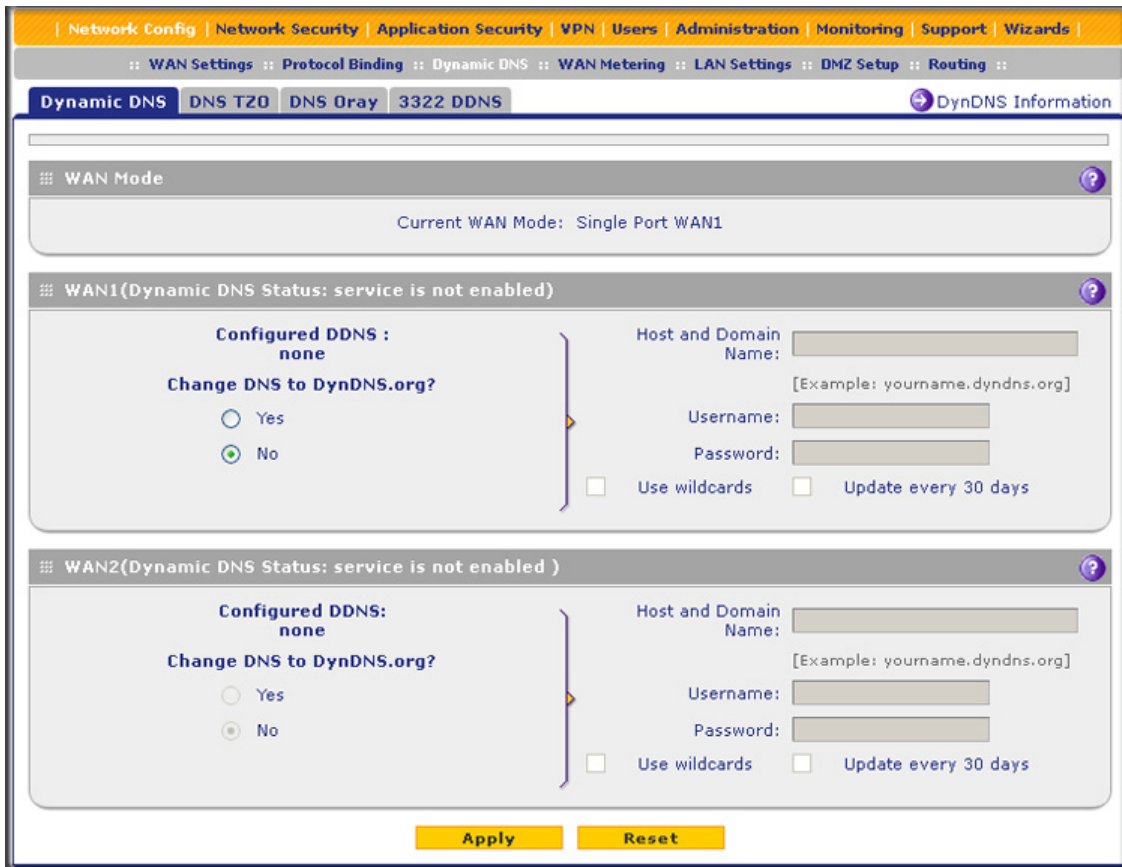 | Network Config | Network Security | Application Security | VPN | Users | Administration | Monitoring | Support | Wizards |
:: WAN Settings :: Protocol Binding :: Dynamic DNS :: WAN Metering :: LAN Settings :: DMZ Setup :: Routing ::
Dynamic DNS DNS TZO DNS Oray 3322 DDNS DynDNS Information
WAN Mode ?
Current WAN Mode: Single Port WAN1
WAN1(Dynamic DNS Status: service is not enabled) ?
Configured DDNS :
none
Change DNS to DynDNS.org?
Yes
No
Host and Domain
Name:
[Example: yourname.dyndns.org]
Username:
Password:
Use wildcards Update every 30 days
WAN2(Dynamic DNS Status: service is not enabled ) ?
Configured DDNS:
none
Change DNS to DynDNS.org?
Yes
No
Host and Domain
Name:
[Example: yourname.dyndns.org]
Username:
Password:
Use wildcards Update every 30 days
Apply Reset